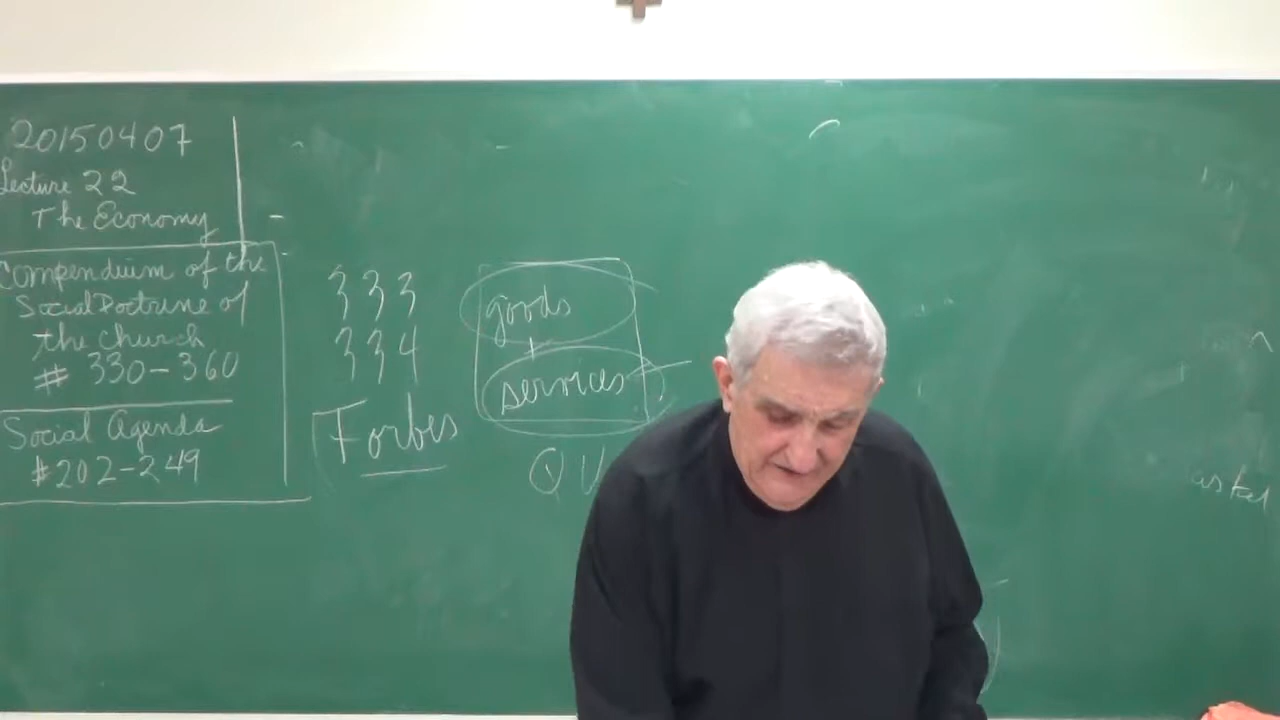 20150407
Lecture 22
The Economy
Compendium of the
Social Doctrine of
the Church
# 330-360
Social Agenda
#202-249
333
334
Forbes
goods
+
services
QU